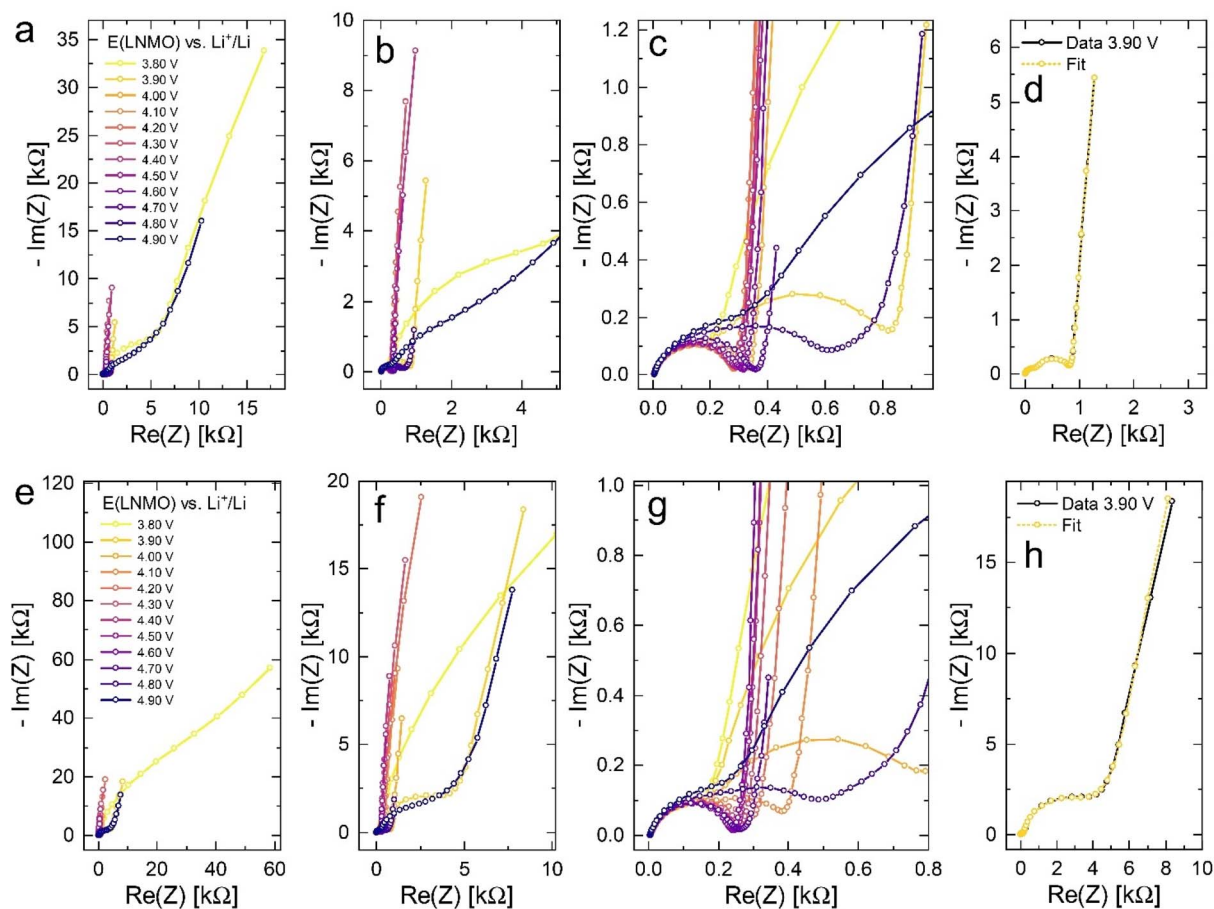 a
E(LNMO) vs. Li⁺/Li
3.80 V
3.90 V
4.00 V
4.10 V
4.20 V
4.30 V
4.40 V
4.50 V
4.60 V
4.70 V
4.80 V
4.90 V
35
30
25
20
15
10
5
0
- Im(Z) [kΩ]
0 5 10 15
Re(Z) [kΩ]
b
10
8
6
4
2
0
- Im(Z) [kΩ]
0 2 4
Re(Z) [kΩ]
c
1.2
1.0
0.8
0.6
0.4
0.2
0.0
- Im(Z) [kΩ]
0.0 0.2 0.4 0.6 0.8
Re(Z) [kΩ]
d
Data 3.90 V
Fit
6
5
4
3
2
1
0
- Im(Z) [kΩ]
0 1 2 3
Re(Z) [kΩ]
e
E(LNMO) vs. Li⁺/Li
3.80 V
3.90 V
4.00 V
4.10 V
4.20 V
4.30 V
4.40 V
4.50 V
4.60 V
4.70 V
4.80 V
4.90 V
120
100
80
60
40
20
0
- Im(Z) [kΩ]
0 20 40 60
Re(Z) [kΩ]
f
20
15
10
5
0
- Im(Z) [kΩ]
0 5 10
Re(Z) [kΩ]
g
1.0
0.8
0.6
0.4
0.2
0.0
- Im(Z) [kΩ]
0.0 0.2 0.4 0.6 0.8
Re(Z) [kΩ]
h
Data 3.90 V
Fit
15
10
5
0
- Im(Z) [kΩ]
0 2 4 6 8 10
Re(Z) [kΩ]